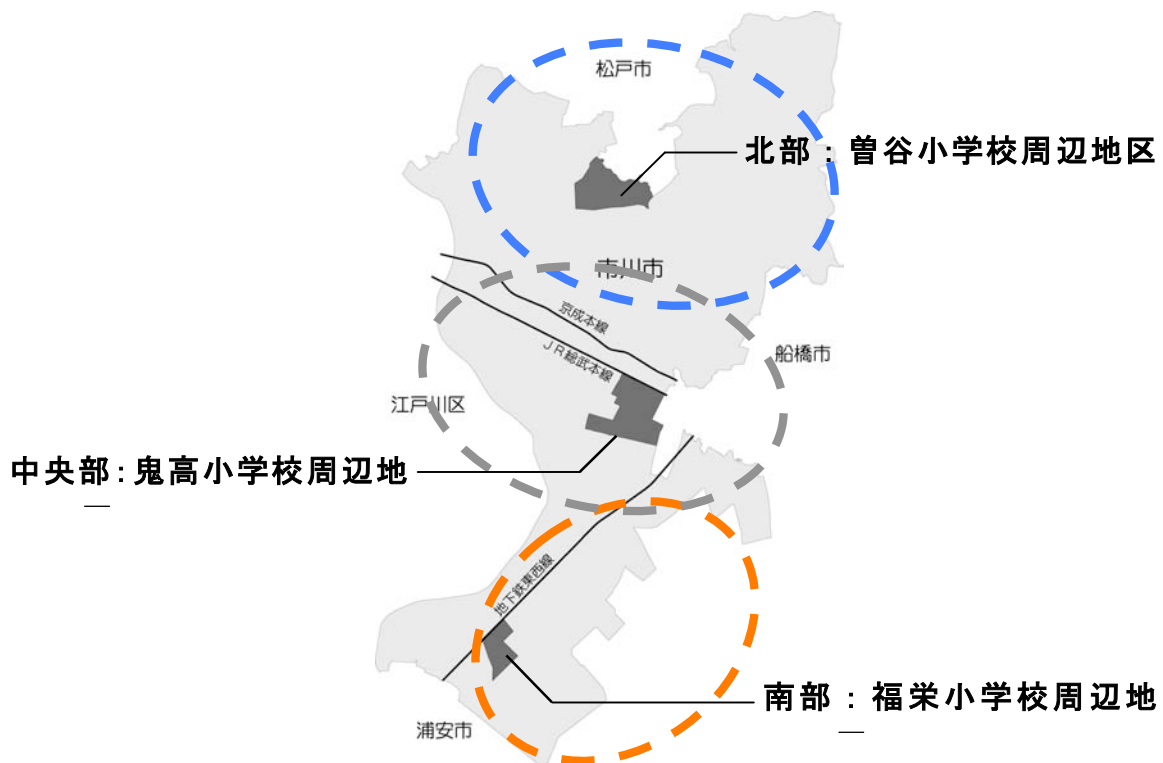 松戸市
北部：曽谷小学校周辺地区
市川市
京成本線
JR総武本線
船橋市
江戸川区
中央部：鬼高小学校周辺地
地下鉄東西線
南部：福栄小学校周辺地
浦安市